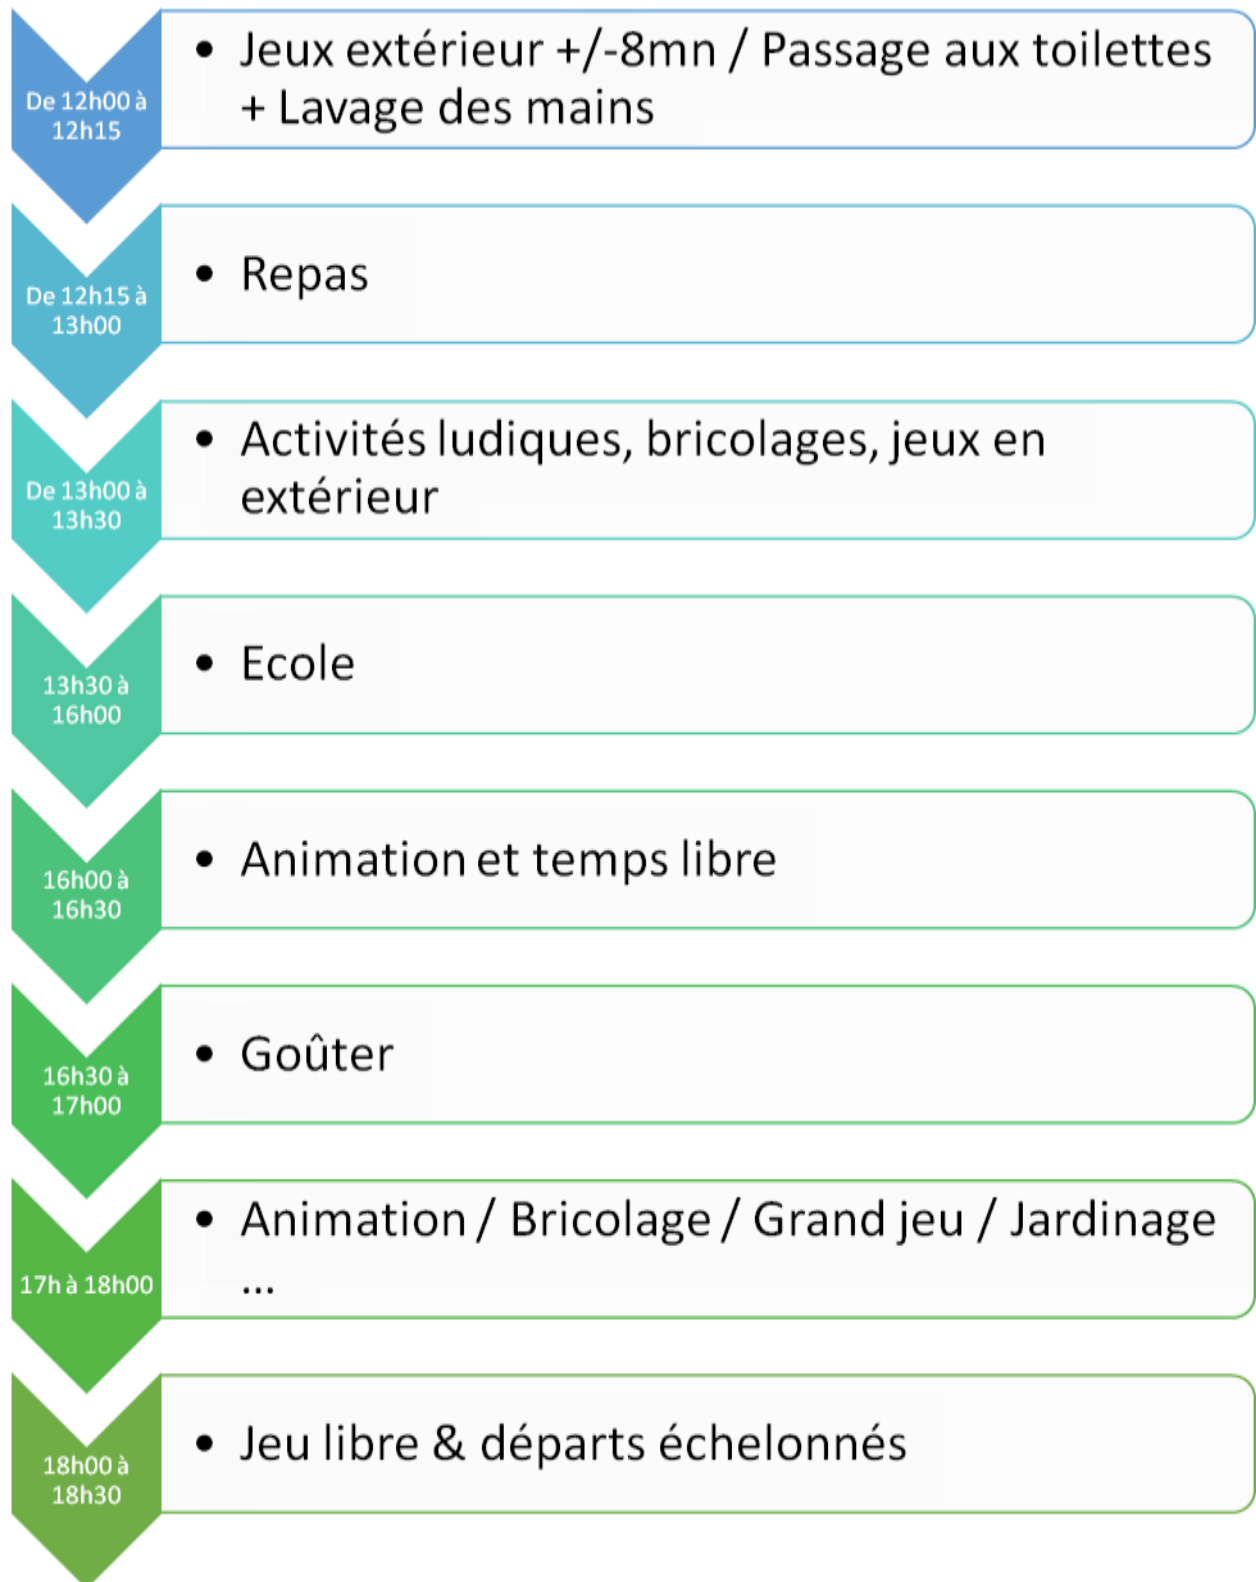 De 12h00 à
12h15
• Jeux extérieur +/-8mn / Passage aux toilettes
+ Lavage des mains
De 12h15 à
13h00
• Repas
De 13h00 à
13h30
• Activités ludiques, bricolages, jeux en
extérieur
13h30 à
16h00
• Ecole
16h00 à
16h30
• Animation et temps libre
16h30 à
17h00
• Goûter
17h à 18h00
• Animation / Bricolage / Grand jeu / Jardinage
...
18h00 à
18h30
• Jeu libre & départs échelonnés